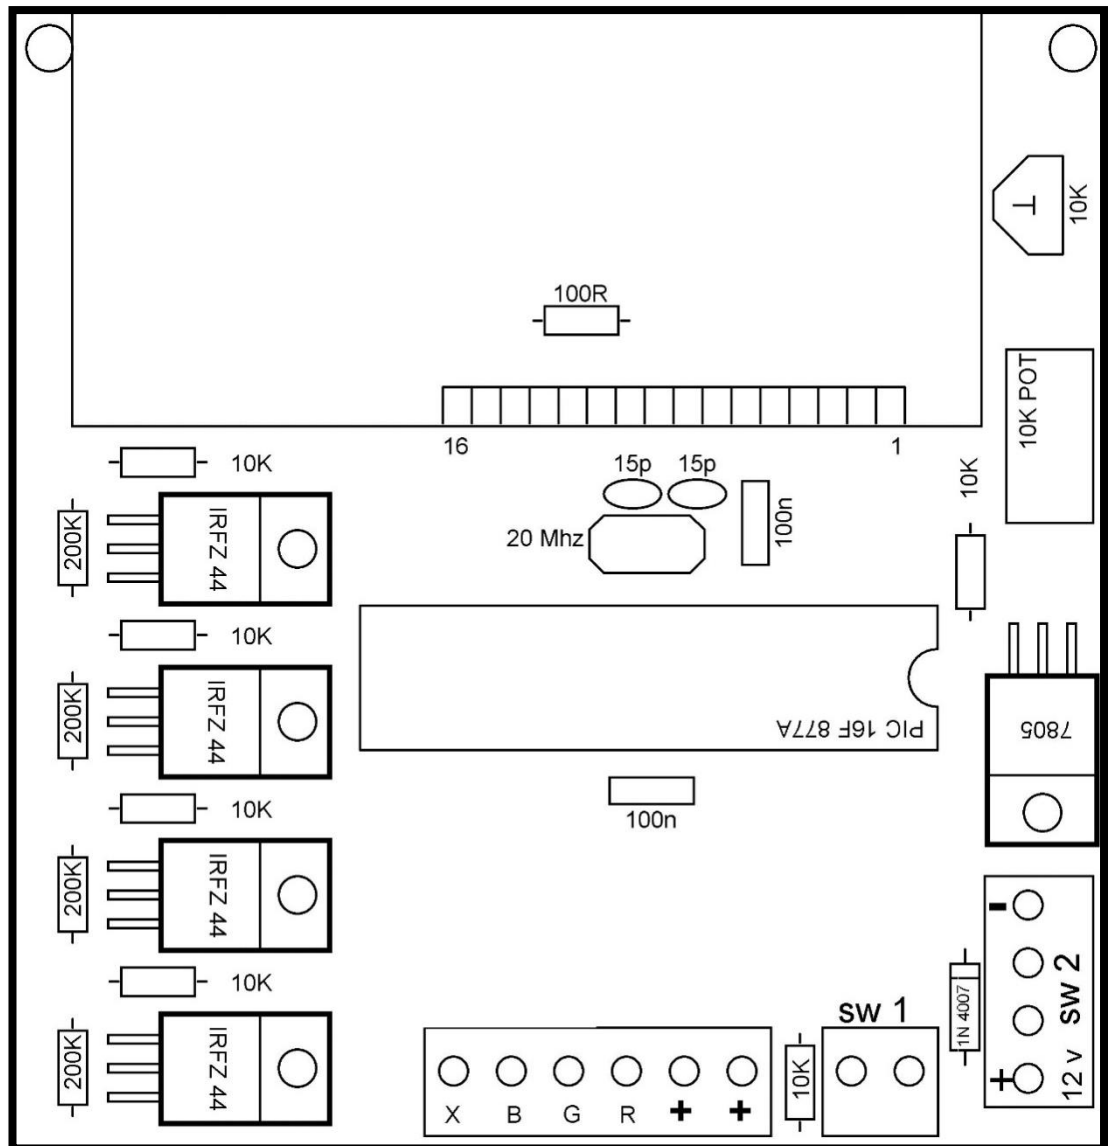 10K
100R
10K POT
16
1
10K
15p
15p
10K
200K
IRFZ 44
20 Mhz
100n
10K
PIC 16F 877A
7805
200K
IRFZ 44
10K
100n
200K
IRFZ 44
10K
-
12 v sw 2
+
1N 4007
sw 1
200K
IRFZ 44
10K
X B G R + +